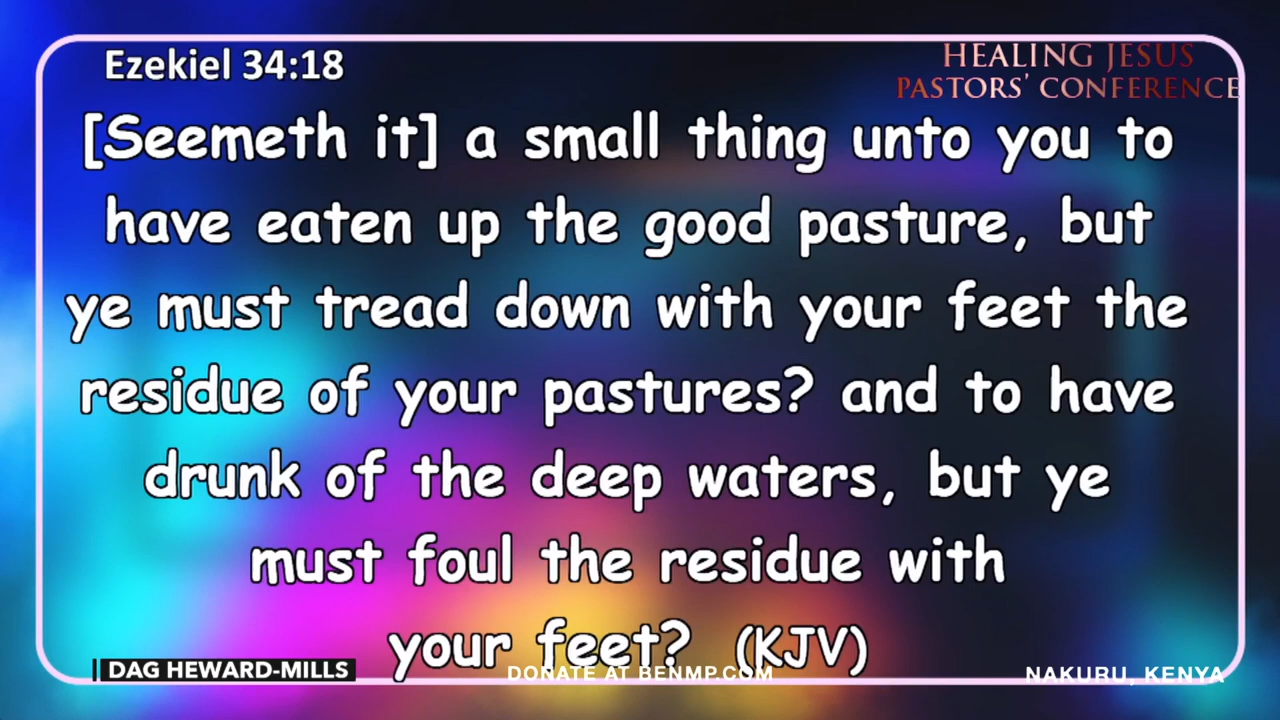 Ezekiel 34:18
HEALING JESUS
PASTORS' CONFERENCE
[Seemeth it] a small thing unto you to
have eaten up the good pasture, but
ye must tread down with your feet the
residue of your pastures? and to have
drunk of the deep waters, but ye
must foul the residue with
your feet? (KJV)
DAG HEWARD-MILLS
DONATE AT BENMP.COM
NAKURU, KENYA